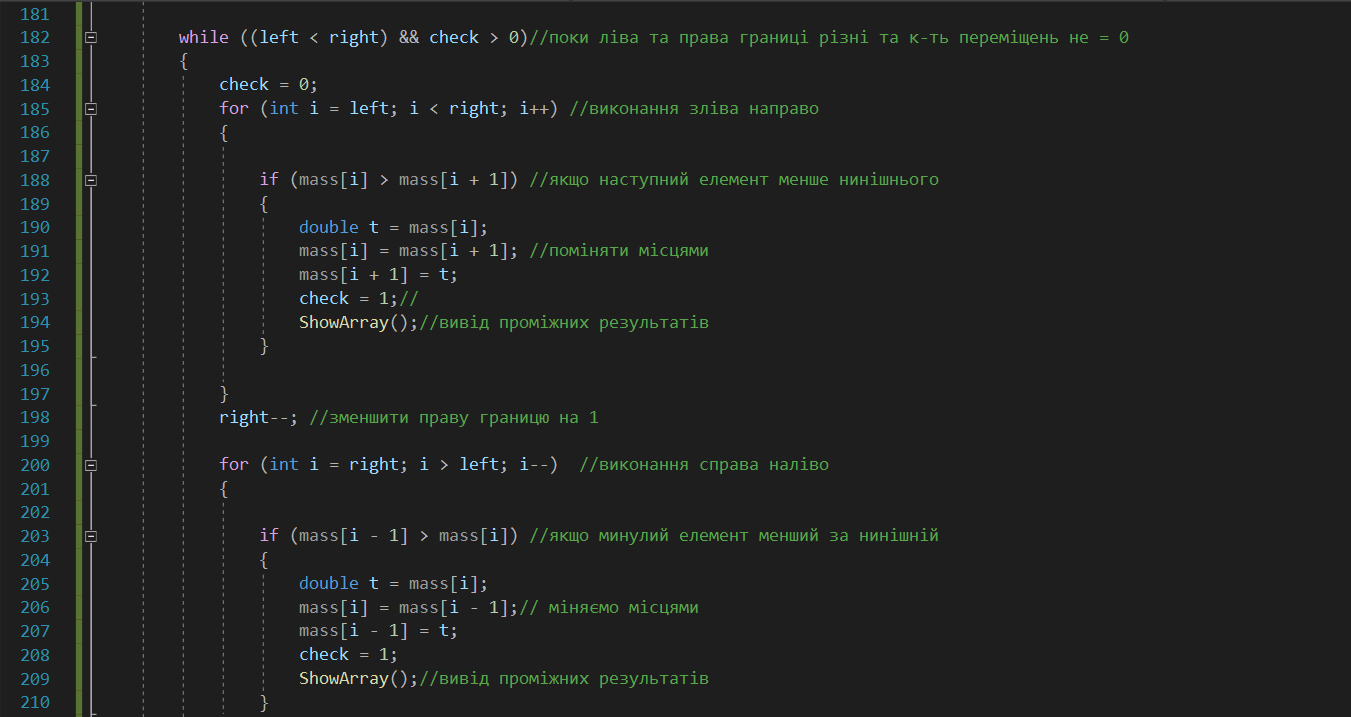 181
182 while ((left < right) && check > 0)//поки ліва та права границі різні та к-ть переміщень не = 0
183 {
184 check = 0;
185 for (int i = left; i < right; i++) //виконання зліва направо
186 {
187
188 if (mass[i] > mass[i + 1]) //якщо наступний елемент менше нинішнього
189 {
190 double t = mass[i];
191 mass[i] = mass[i + 1]; //поміняти місцями
192 mass[i + 1] = t;
193 check = 1;//
194 ShowArray();//вивід проміжних результатів
195 }
196
197 }
198 right--; //зменшити праву границю на 1
199
200 for (int i = right; i > left; i--)  //виконання справа наліво
201 {
202
203 if (mass[i - 1] > mass[i]) //якщо минулий елемент менший за нинішній
204 {
205 double t = mass[i];
206 mass[i] = mass[i - 1];// міняємо місцями
207 mass[i - 1] = t;
208 check = 1;
209 ShowArray();//вивід проміжних результатів
210 }